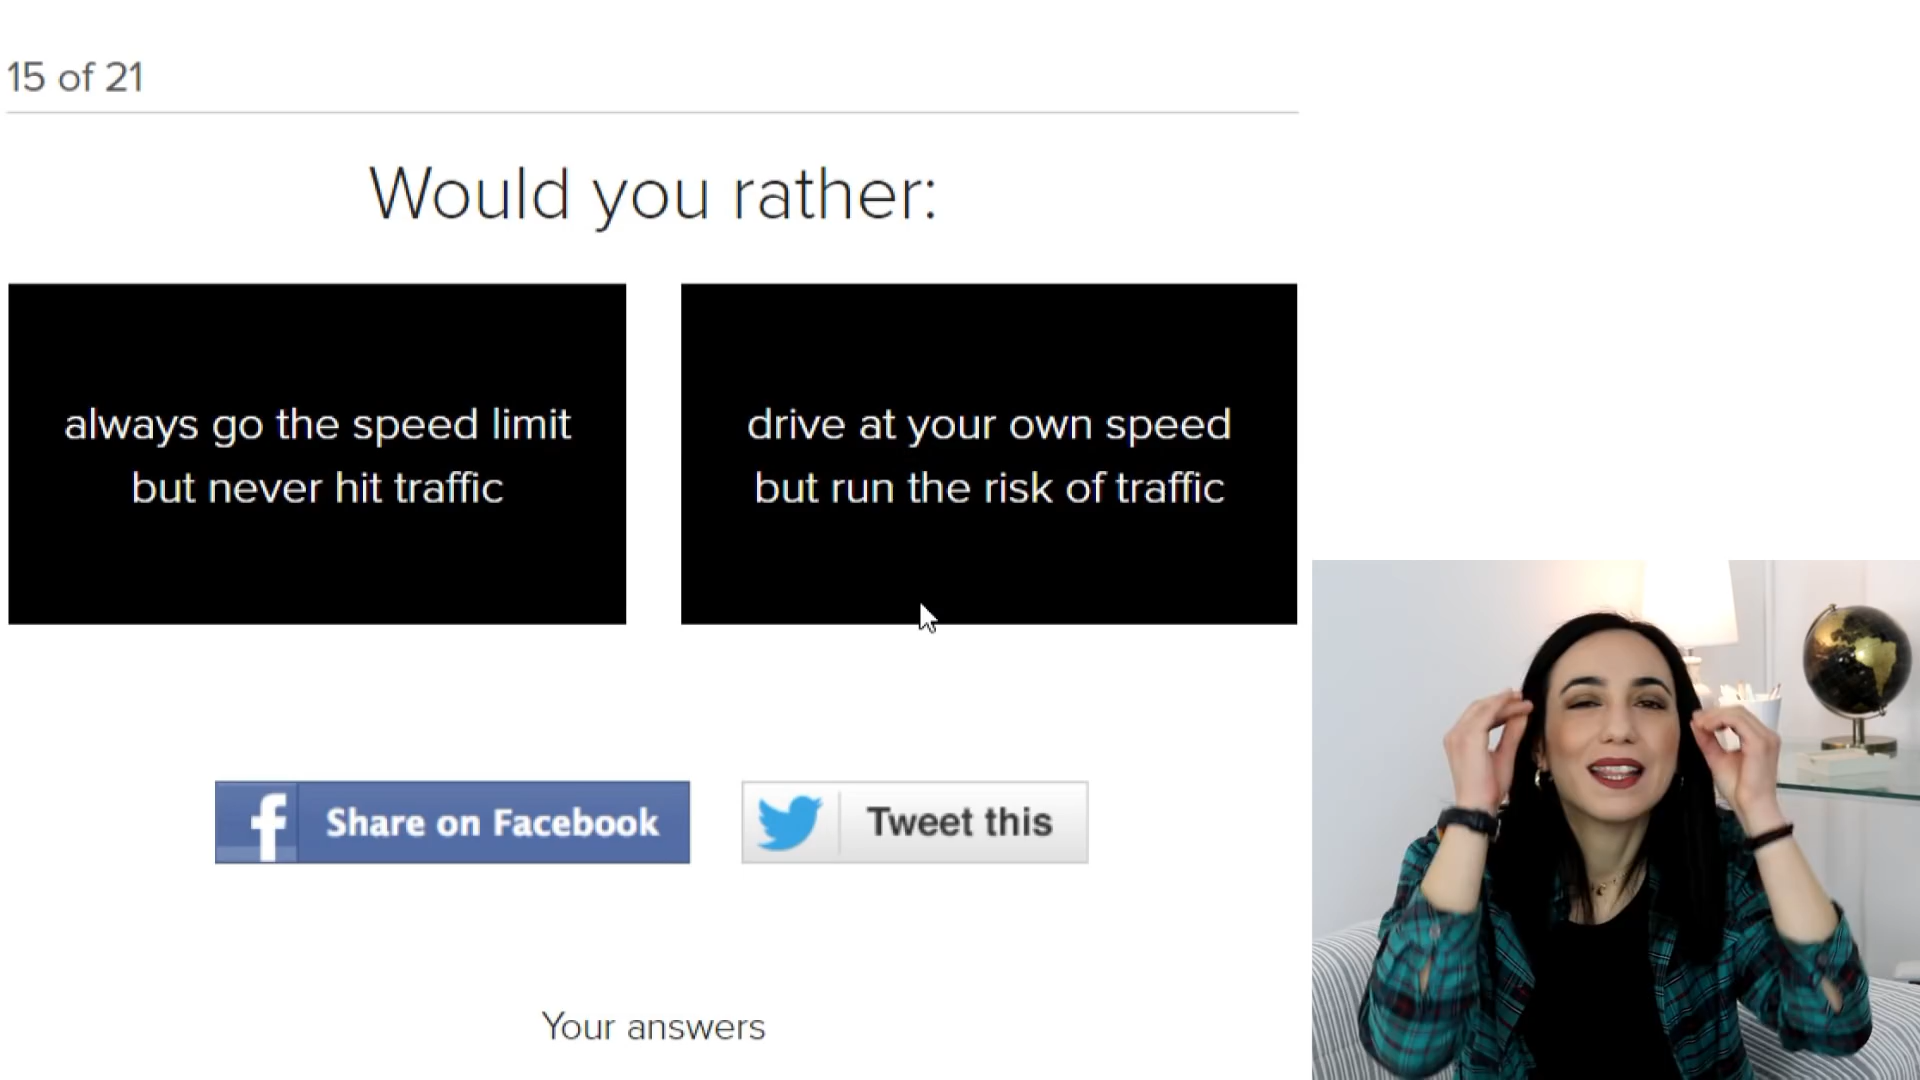 15 of 21
Would you rather:
always go the speed limit
but never hit traffic
drive at your own speed
but run the risk of traffic
f Share on Facebook
Tweet this
Your answers